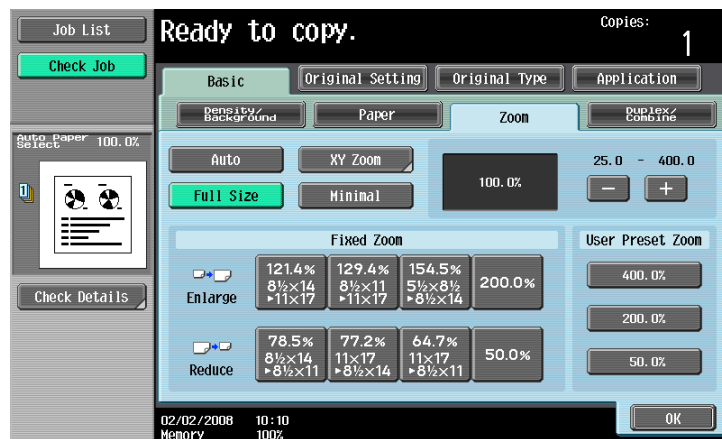 Job List
Check Job
Ready to copy.
Copies:
1
Basic
Original Setting
Original Type
Application
Density/
Background
Paper
Zoom
Duplex/
Combine
Auto Paper
Select
100.0%
Check Details
Auto
XY Zoom
Full Size
Minimal
100.0%
25.0 - 400.0
− +
Fixed Zoom
Enlarge
121.4%
8½×14
▸11×17
129.4%
8½×11
▸11×17
154.5%
5½×8½
▸8½×14
200.0%
Reduce
78.5%
8½×14
▸8½×11
77.2%
11×17
▸8½×14
64.7%
11×17
▸8½×11
50.0%
User Preset Zoom
400.0%
200.0%
50.0%
02/02/2008 10:10
Memory 100%
OK